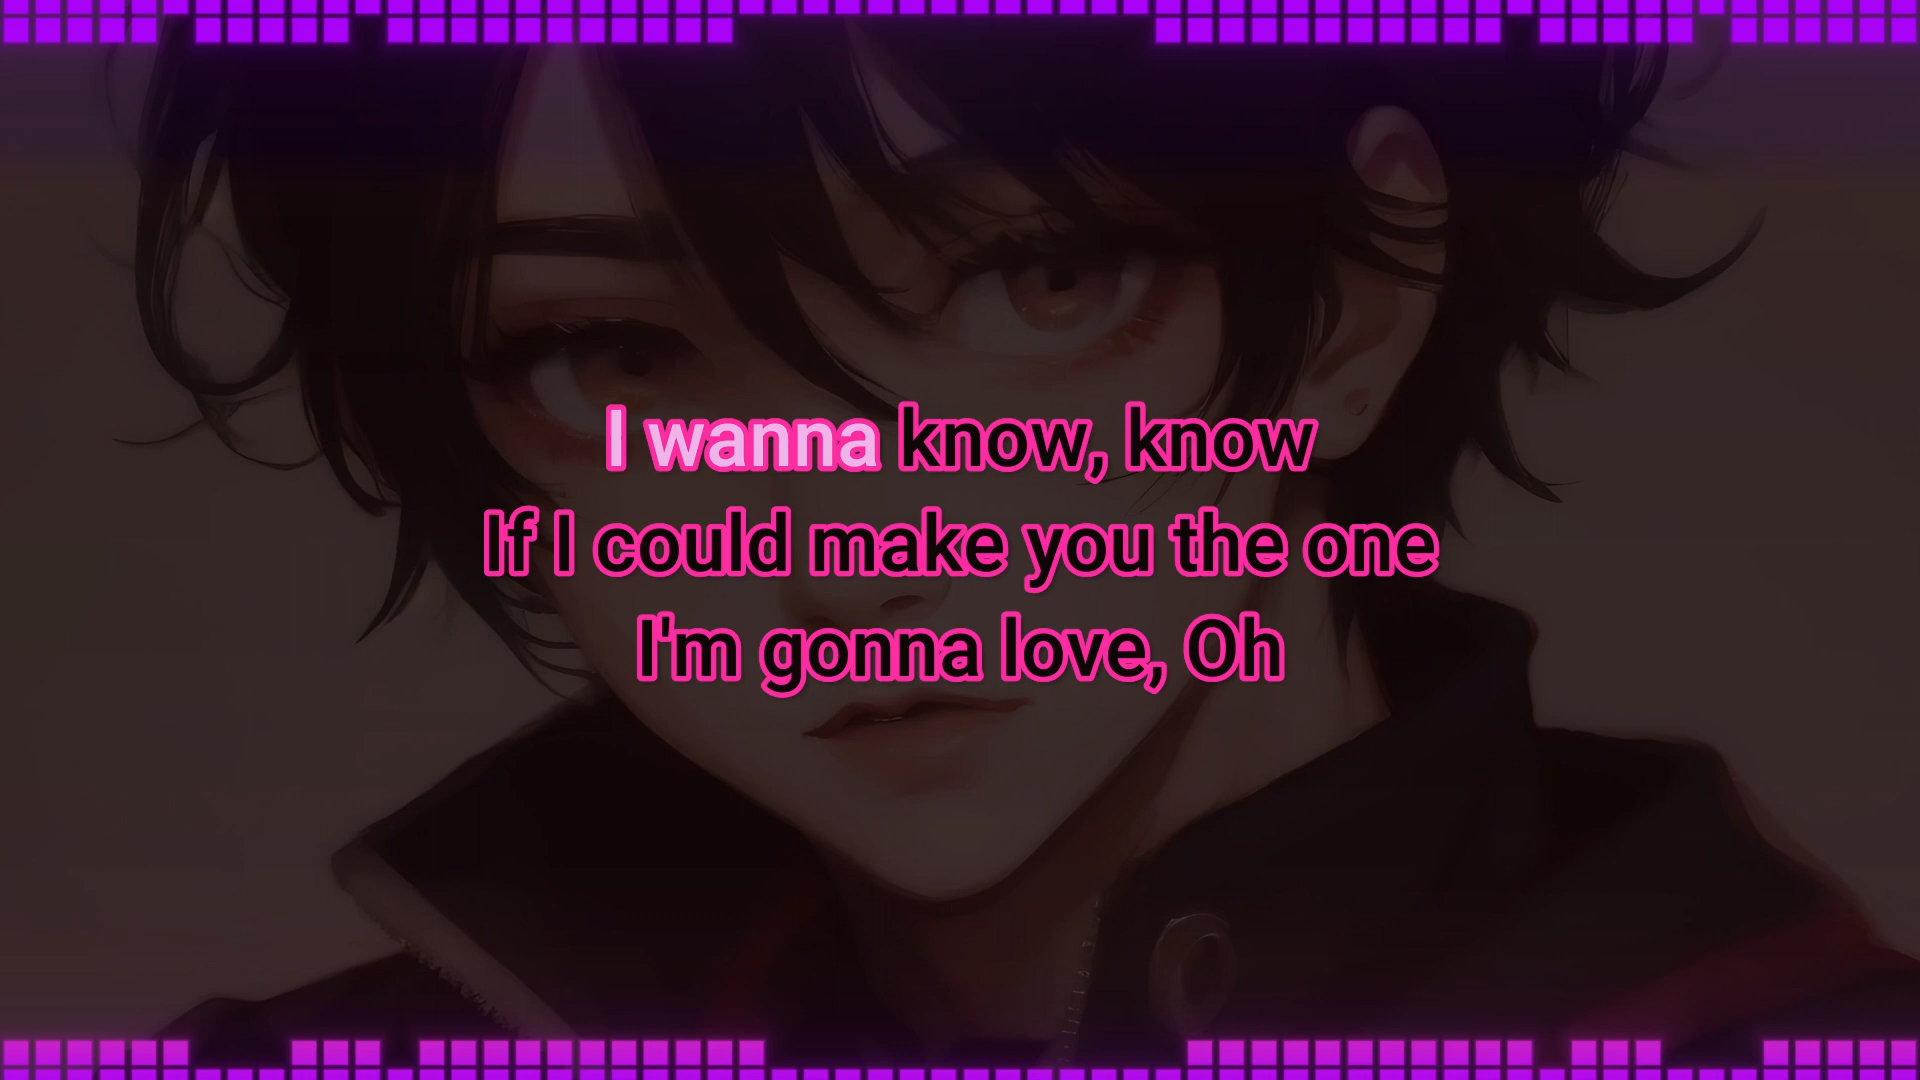 I wanna know, know
If I could make you the one
I'm gonna love, Oh